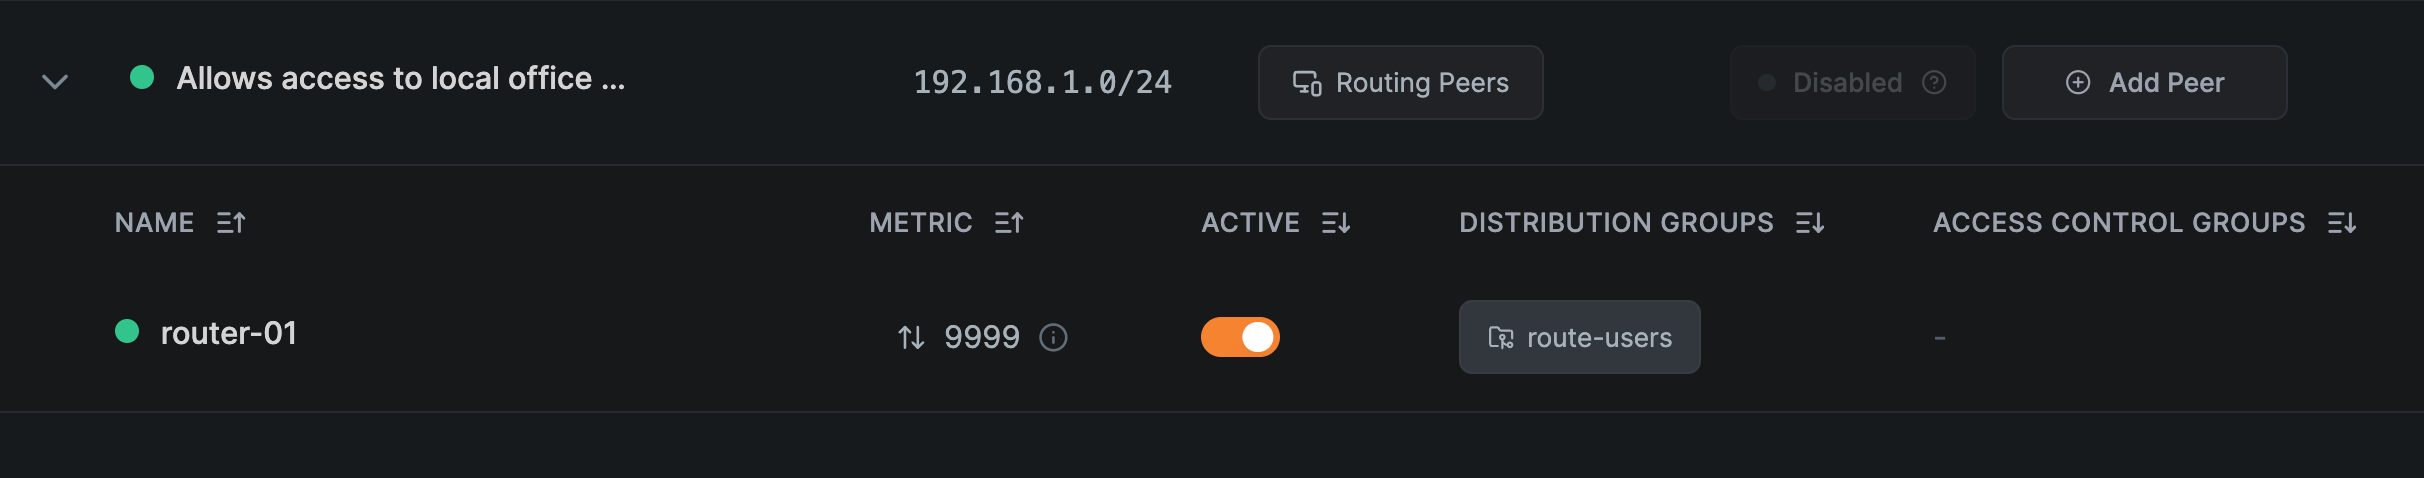 Allows access to local office ... 192.168.1.0/24 Routing Peers Disabled Add Peer
NAME METRIC ACTIVE DISTRIBUTION GROUPS ACCESS CONTROL GROUPS
router-01 9999 route-users -